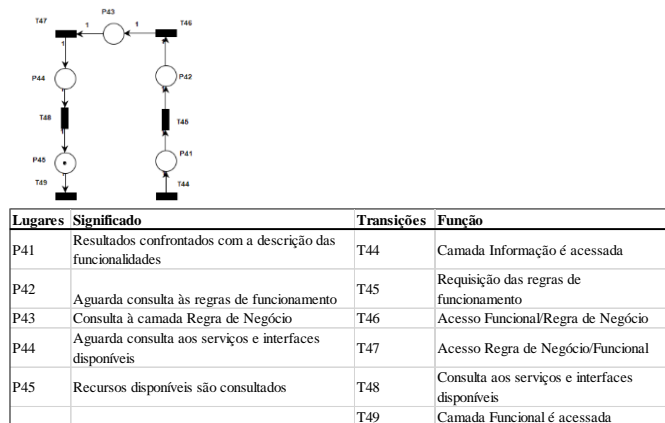 P43
T47 1 1 T46
1
P44 P42
T48 T45
1
P45 P41
T49 T44
Lugares Significado Transições Função
P41 Resultados confrontados com a descrição das funcionalidades T44 Camada Informação é acessada
P42 Aguarda consulta às regras de funcionamento T45 Requisição das regras de funcionamento
P43 Consulta à camada Regra de Negócio T46 Acesso Funcional/Regra de Negócio
P44 Aguarda consulta aos serviços e interfaces disponíveis T47 Acesso Regra de Negócio/Funcional
P45 Recursos disponíveis são consultados T48 Consulta aos serviços e interfaces disponíveis
T49 Camada Funcional é acessada